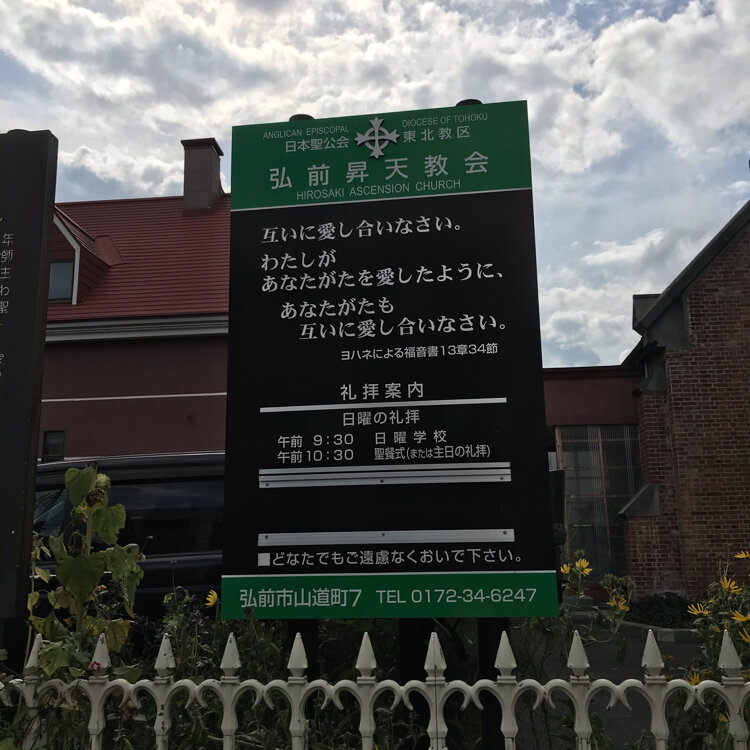 ANGLICAN EPISCOPAL DIOCESE OF TOHOKU
日本聖公会 東北教区
弘前昇天教会
HIROSAKI ASCENSION CHURCH
互いに愛し合いなさい。
わたしが
あなたがたを愛したように、
あなたがたも
互いに愛し合いなさい。
ヨハネによる福音書13章34節
礼拝案内
日曜の礼拝
午前 9:30 日曜学校
午前10:30 聖餐式(または主日の礼拝)
どなたでもご遠慮なくおいで下さい。
弘前市山道町7 TEL 0172-34-6247